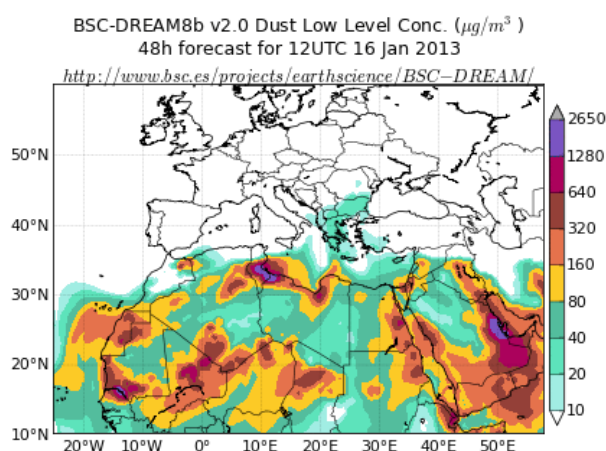 BSC-DREAM8b v2.0 Dust Low Level Conc. (μg/m³ )
48h forecast for 12UTC 16 Jan 2013
http://www.bsc.es/projects/earthscience/BSC−DREAM/
50°N
40°N
30°N
20°N
10°N
20°W 10°W 0° 10°E 20°E 30°E 40°E 50°E
2650
1280
640
320
160
80
40
20
10